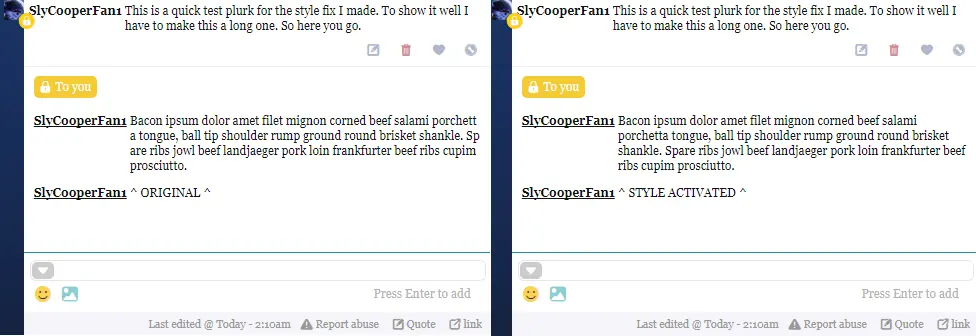 SlyCooperFan1 This is a quick test plurk for the style fix I made. To show it well I
have to make this a long one. So here you go.
To you
SlyCooperFan1 Bacon ipsum dolor amet filet mignon corned beef salami porchett
a tongue, ball tip shoulder rump ground round brisket shankle. Sp
are ribs jowl beef landjaeger pork loin frankfurter beef ribs cupim
prosciutto.
SlyCooperFan1 ^ ORIGINAL ^
Press Enter to add
Last edited @ Today - 2:10am Report abuse Quote link
SlyCooperFan1 This is a quick test plurk for the style fix I made. To show it well I
have to make this a long one. So here you go.
To you
SlyCooperFan1 Bacon ipsum dolor amet filet mignon corned beef salami
porchetta tongue, ball tip shoulder rump ground round brisket
shankle. Spare ribs jowl beef landjaeger pork loin frankfurter beef
ribs cupim prosciutto.
SlyCooperFan1 ^ STYLE ACTIVATED ^
Press Enter to add
Last edited @ Today - 2:10am Report abuse Quote link